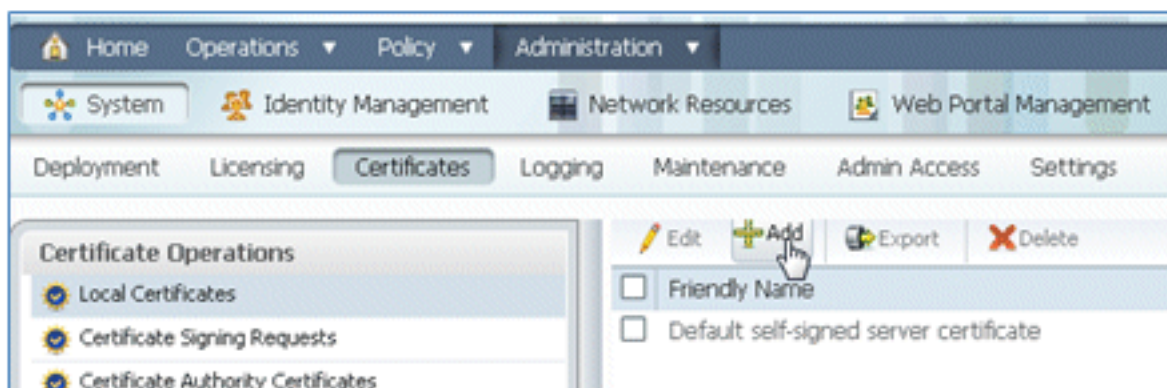 Home Operations Policy Administration
System Identity Management Network Resources Web Portal Management
Deployment Licensing Certificates Logging Maintenance Admin Access Settings
Certificate Operations
Local Certificates
Certificate Signing Requests
Certificate Authority Certificates
Edit Add Export Delete
Friendly Name
Default self-signed server certificate